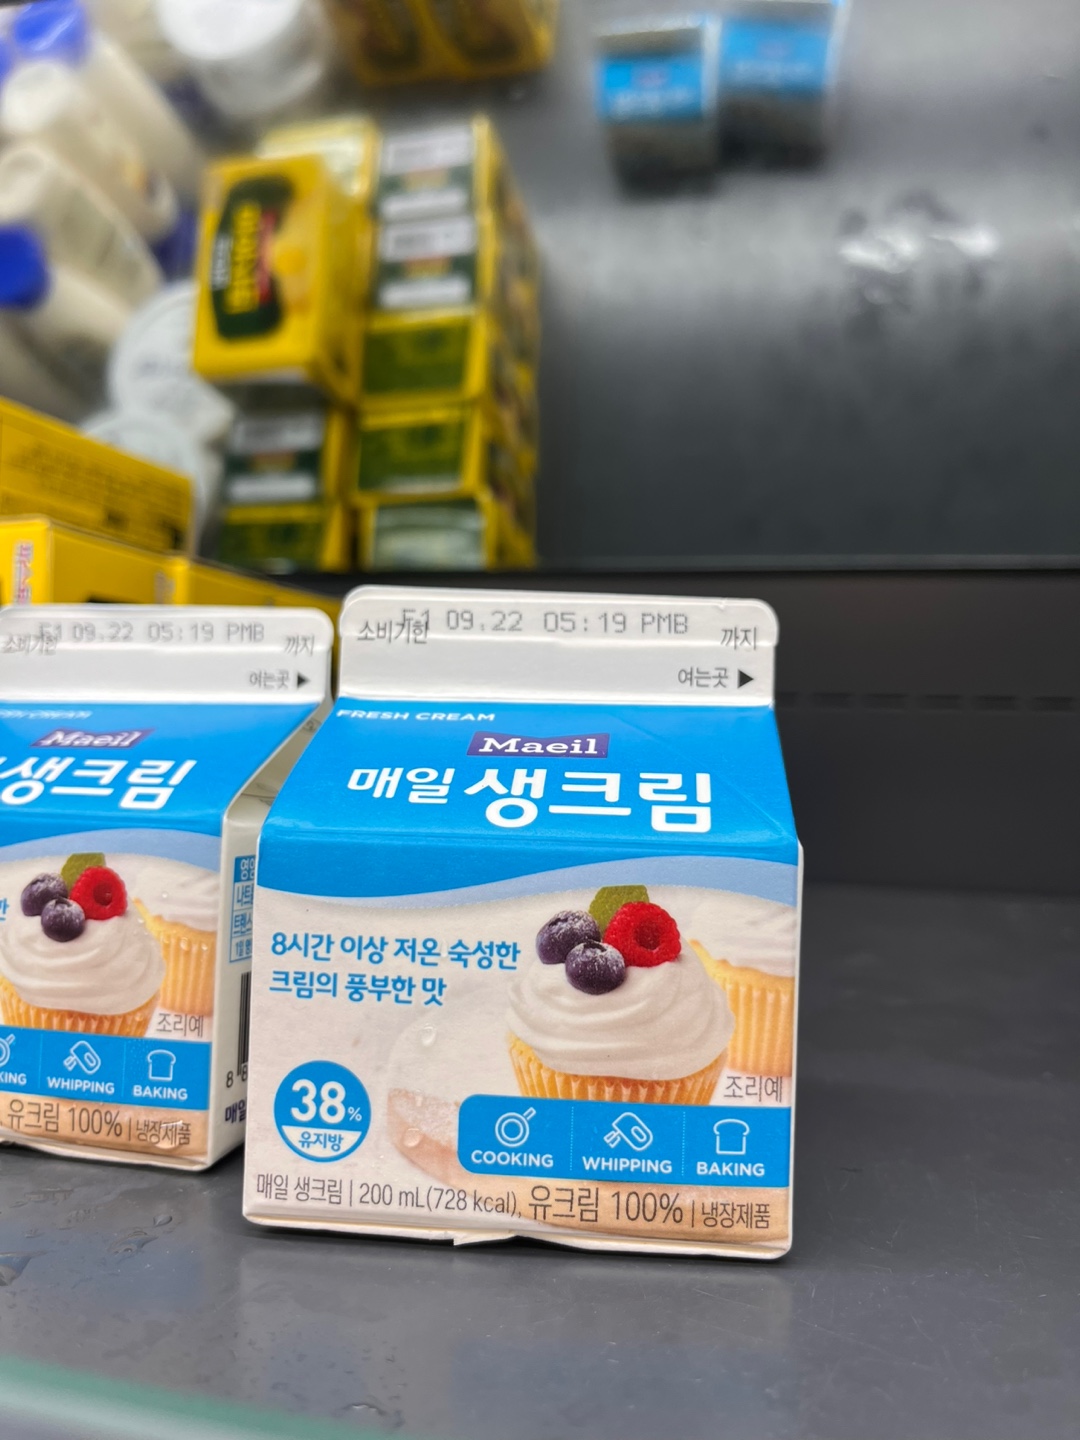 소비기한 F1 09.22 05:19 PMB 까지
여는곳 ▶
FRESH CREAM
Maeil
매일 생크림
8시간 이상 저온 숙성한
크림의 풍부한 맛
38%
유지방
조리예
COOKING WHIPPING BAKING
매일 생크림 | 200 mL(728 kcal), 유크림 100% | 냉장제품
소비기한 F1 09.22 05:19 PMB 까지
여는곳 ▶
Maeil
생크림
조리예
KING WHIPPING BAKING
유크림 100% | 냉장제품